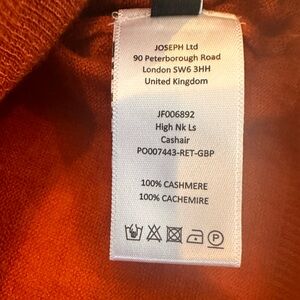 JOSEPH Ltd
90 Peterborough Road
London SW6 3HH
United Kingdom
JF006892
High Nk Ls
Cashair
PO007443-RET-GBP
100% CASHMERE
100% CACHEMIRE